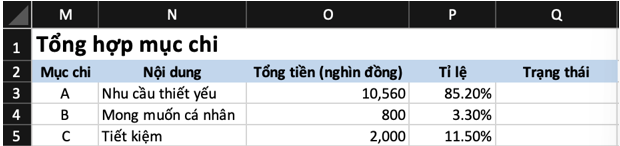 M N O P Q
1 Tổng hợp mục chi
2 Mục chi Nội dung Tổng tiền (nghìn đồng) Tỉ lệ Trạng thái
3 A Nhu cầu thiết yếu 10,560 85.20%
4 B Mong muốn cá nhân 800 3.30%
5 C Tiết kiệm 2,000 11.50%